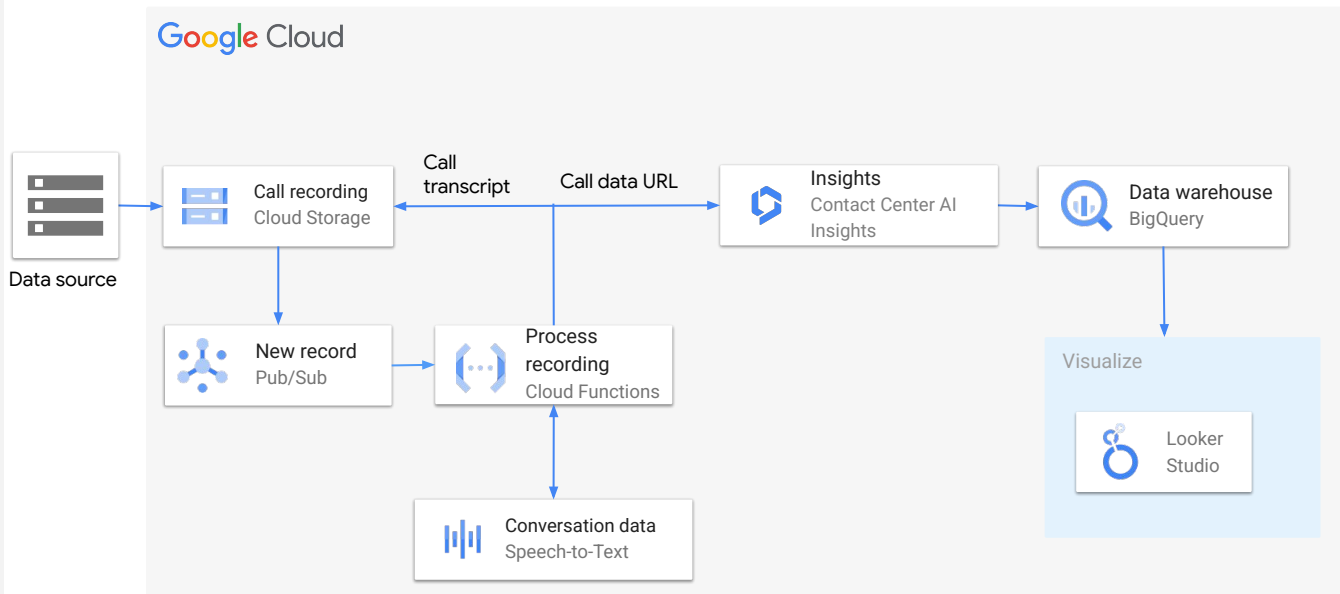 Google Cloud
Data source
Call recording
Cloud Storage
Call
transcript
Call data URL
Insights
Contact Center AI
Insights
Data warehouse
BigQuery
New record
Pub/Sub
Process
recording
Cloud Functions
Visualize
Looker
Studio
Conversation data
Speech-to-Text